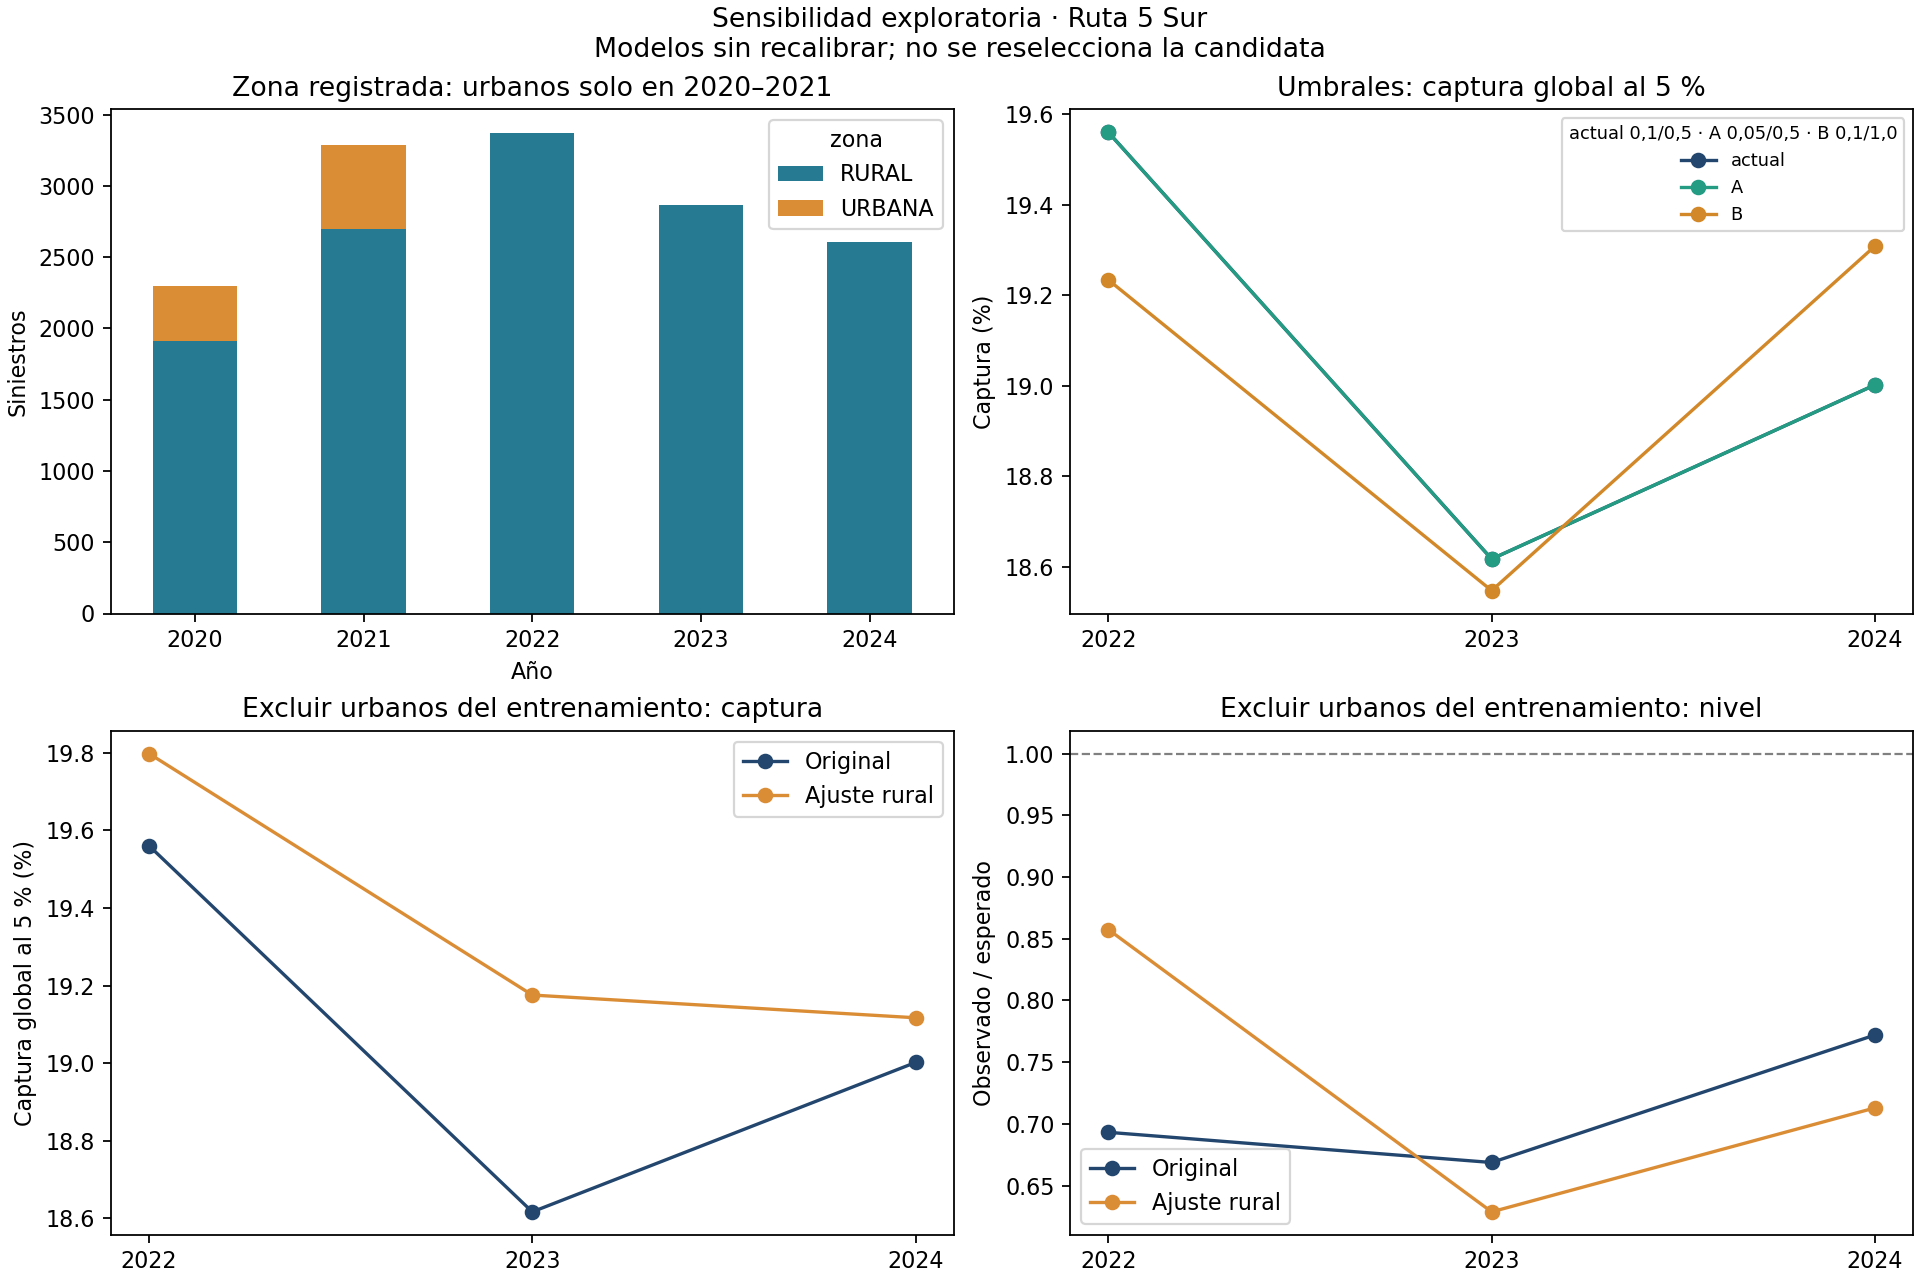 Sensibilidad exploratoria · Ruta 5 Sur
Modelos sin recalibrar; no se reselecciona la candidata
Zona registrada: urbanos solo en 2020–2021
Siniestros
3500
3000
2500
2000
1500
1000
500
0
zona
RURAL
URBANA
2020
2021
2022
2023
2024
Año
Umbrales: captura global al 5 %
Captura (%)
19.6
19.4
19.2
19.0
18.8
18.6
actual 0,1/0,5 · A 0,05/0,5 · B 0,1/1,0
actual
A
B
2022
2023
2024
Excluir urbanos del entrenamiento: captura
Captura global al 5 % (%)
19.8
19.6
19.4
19.2
19.0
18.8
18.6
Original
Ajuste rural
2022
2023
2024
Excluir urbanos del entrenamiento: nivel
Observado / esperado
1.00
0.95
0.90
0.85
0.80
0.75
0.70
0.65
Original
Ajuste rural
2022
2023
2024